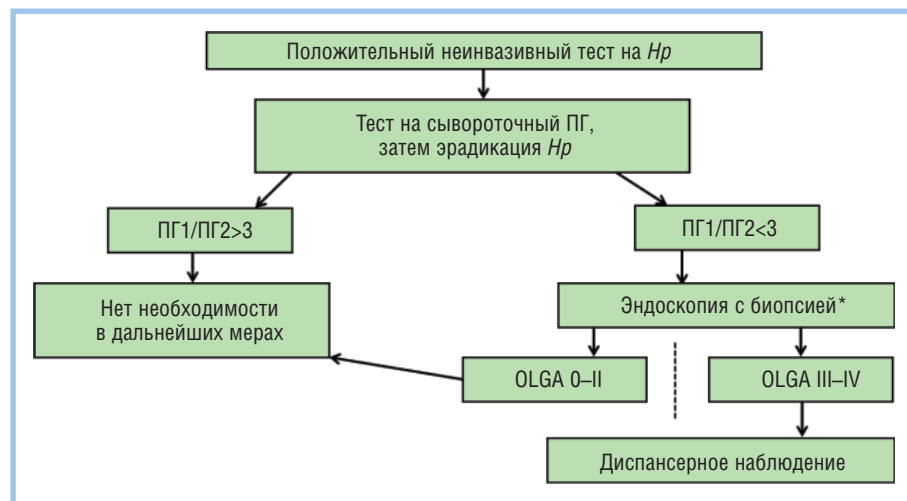 Положительный неинвазивный тест на Hp
Тест на сывороточный ПГ,
затем эрадикация Hp
ПГ1/ПГ2>3
ПГ1/ПГ2<3
Нет необходимости
в дальнейших мерах
Эндоскопия с биопсией*
OLGA 0–II
OLGA III–IV
Диспансерное наблюдение